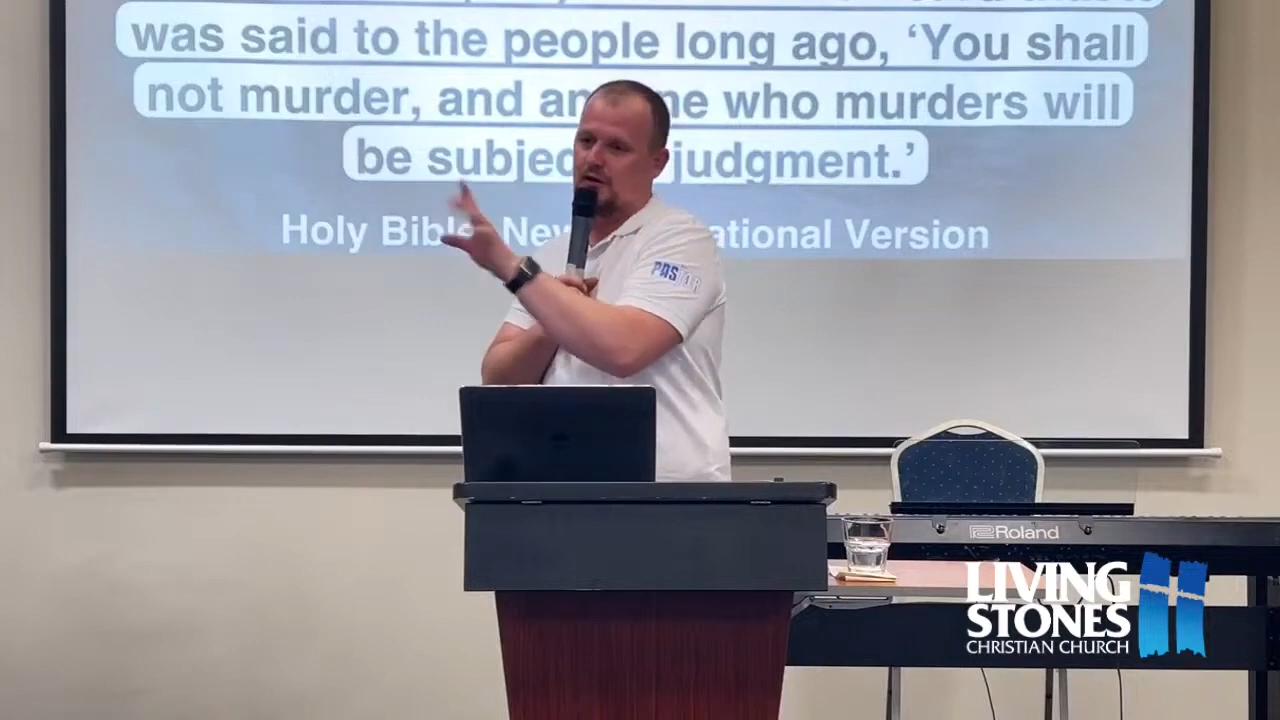 was said to the people long ago, ‘You shall
not murder, and who murders will
be judgment.’
Holy Version
PASTOR
Roland
LIVING
STONES
CHRISTIAN CHURCH